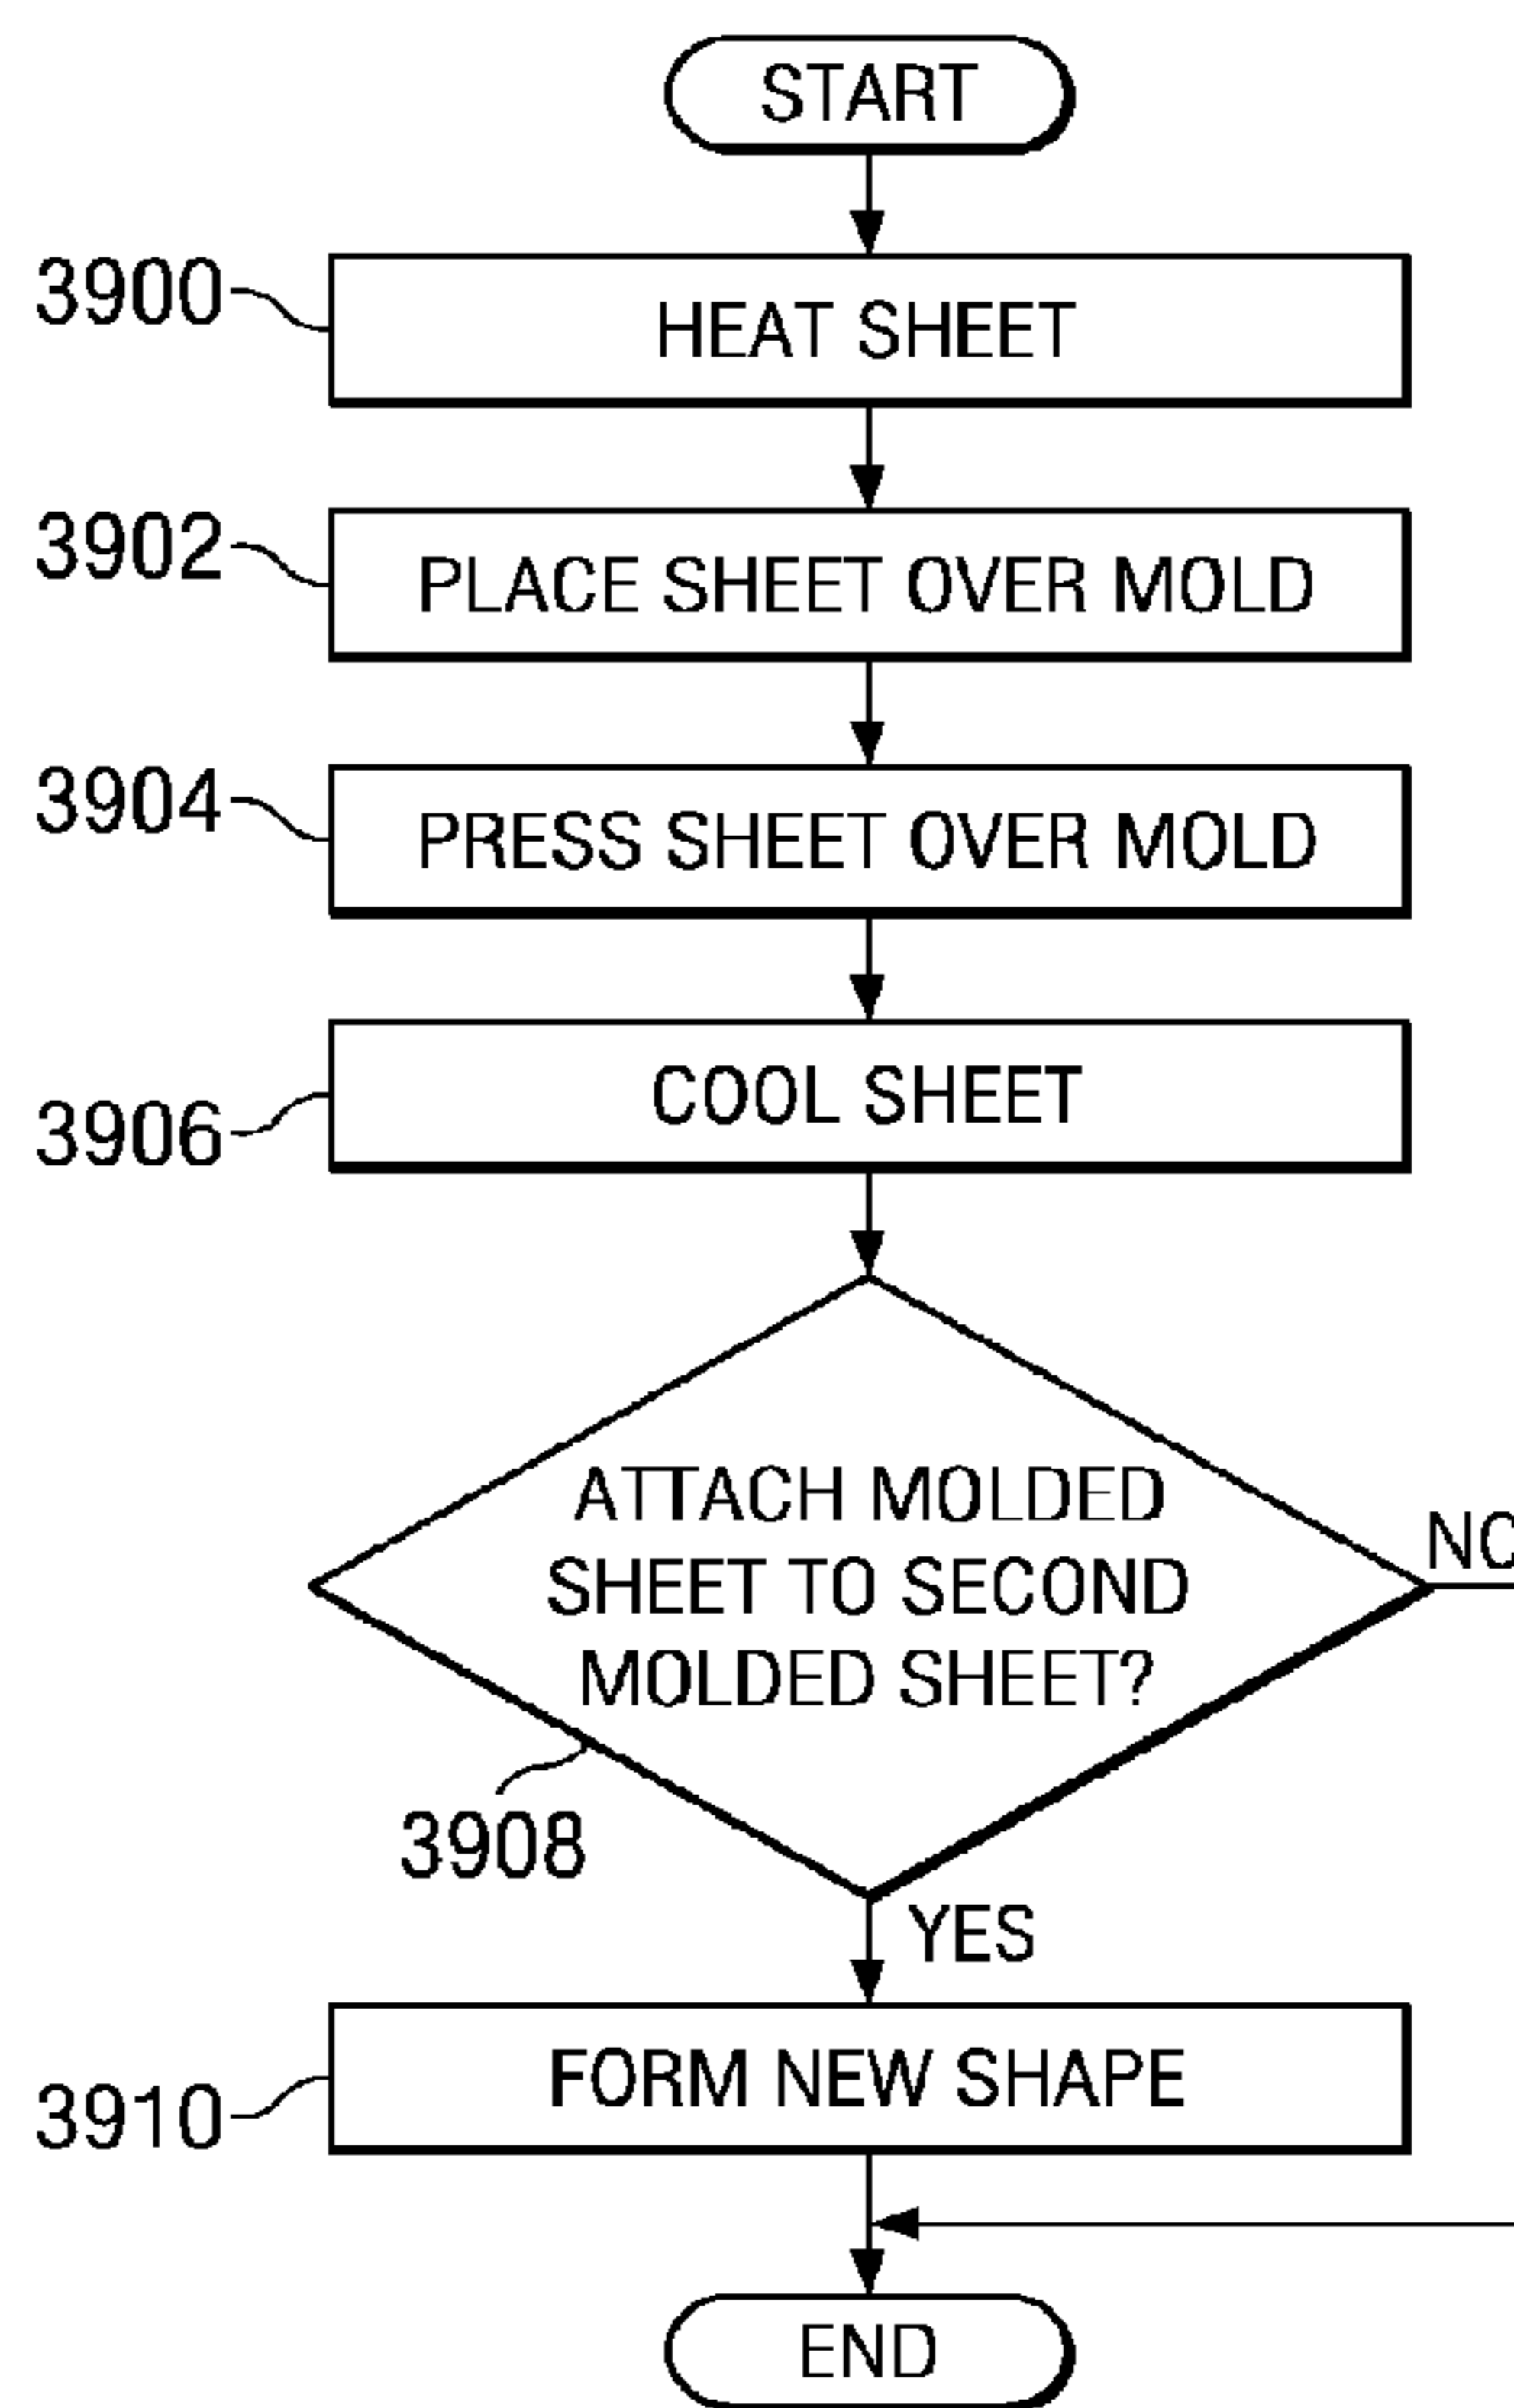 START
3900
HEAT SHEET
3902
PLACE SHEET OVER MOLD
3904
PRESS SHEET OVER MOLD
COOL SHEET
3906
ATTACH MOLDED
SHEET TO SECOND
MOLDED SHEET?
3908
YES
FORM NEW SHAPE
3910
END